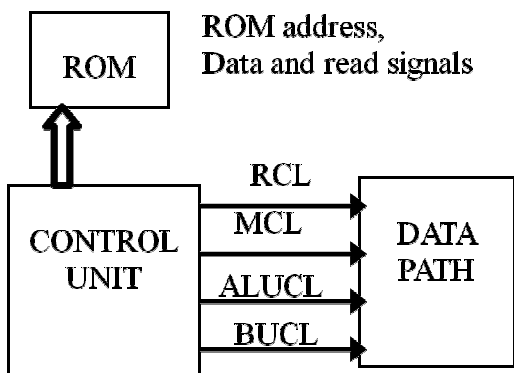 ROM
ROM address,
Data and read signals
CONTROL
UNIT
RCL
MCL
ALUCL
BUCL
DATA
PATH